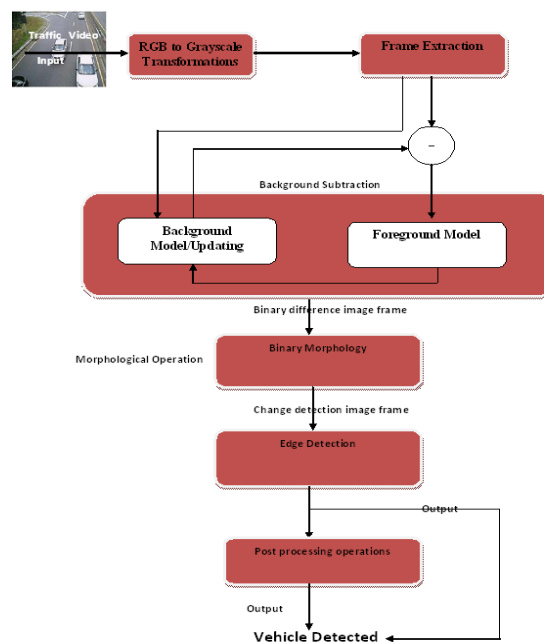 Traffic Video
Input
RGB to Grayscale
Transformations
Frame Extraction
–
Background Subtraction
Background
Model/Updating
Foreground Model
Binary difference image frame
Binary Morphology
Morphological Operation
Change detection image frame
Edge Detection
Output
Post processing operations
Output
Vehicle Detected